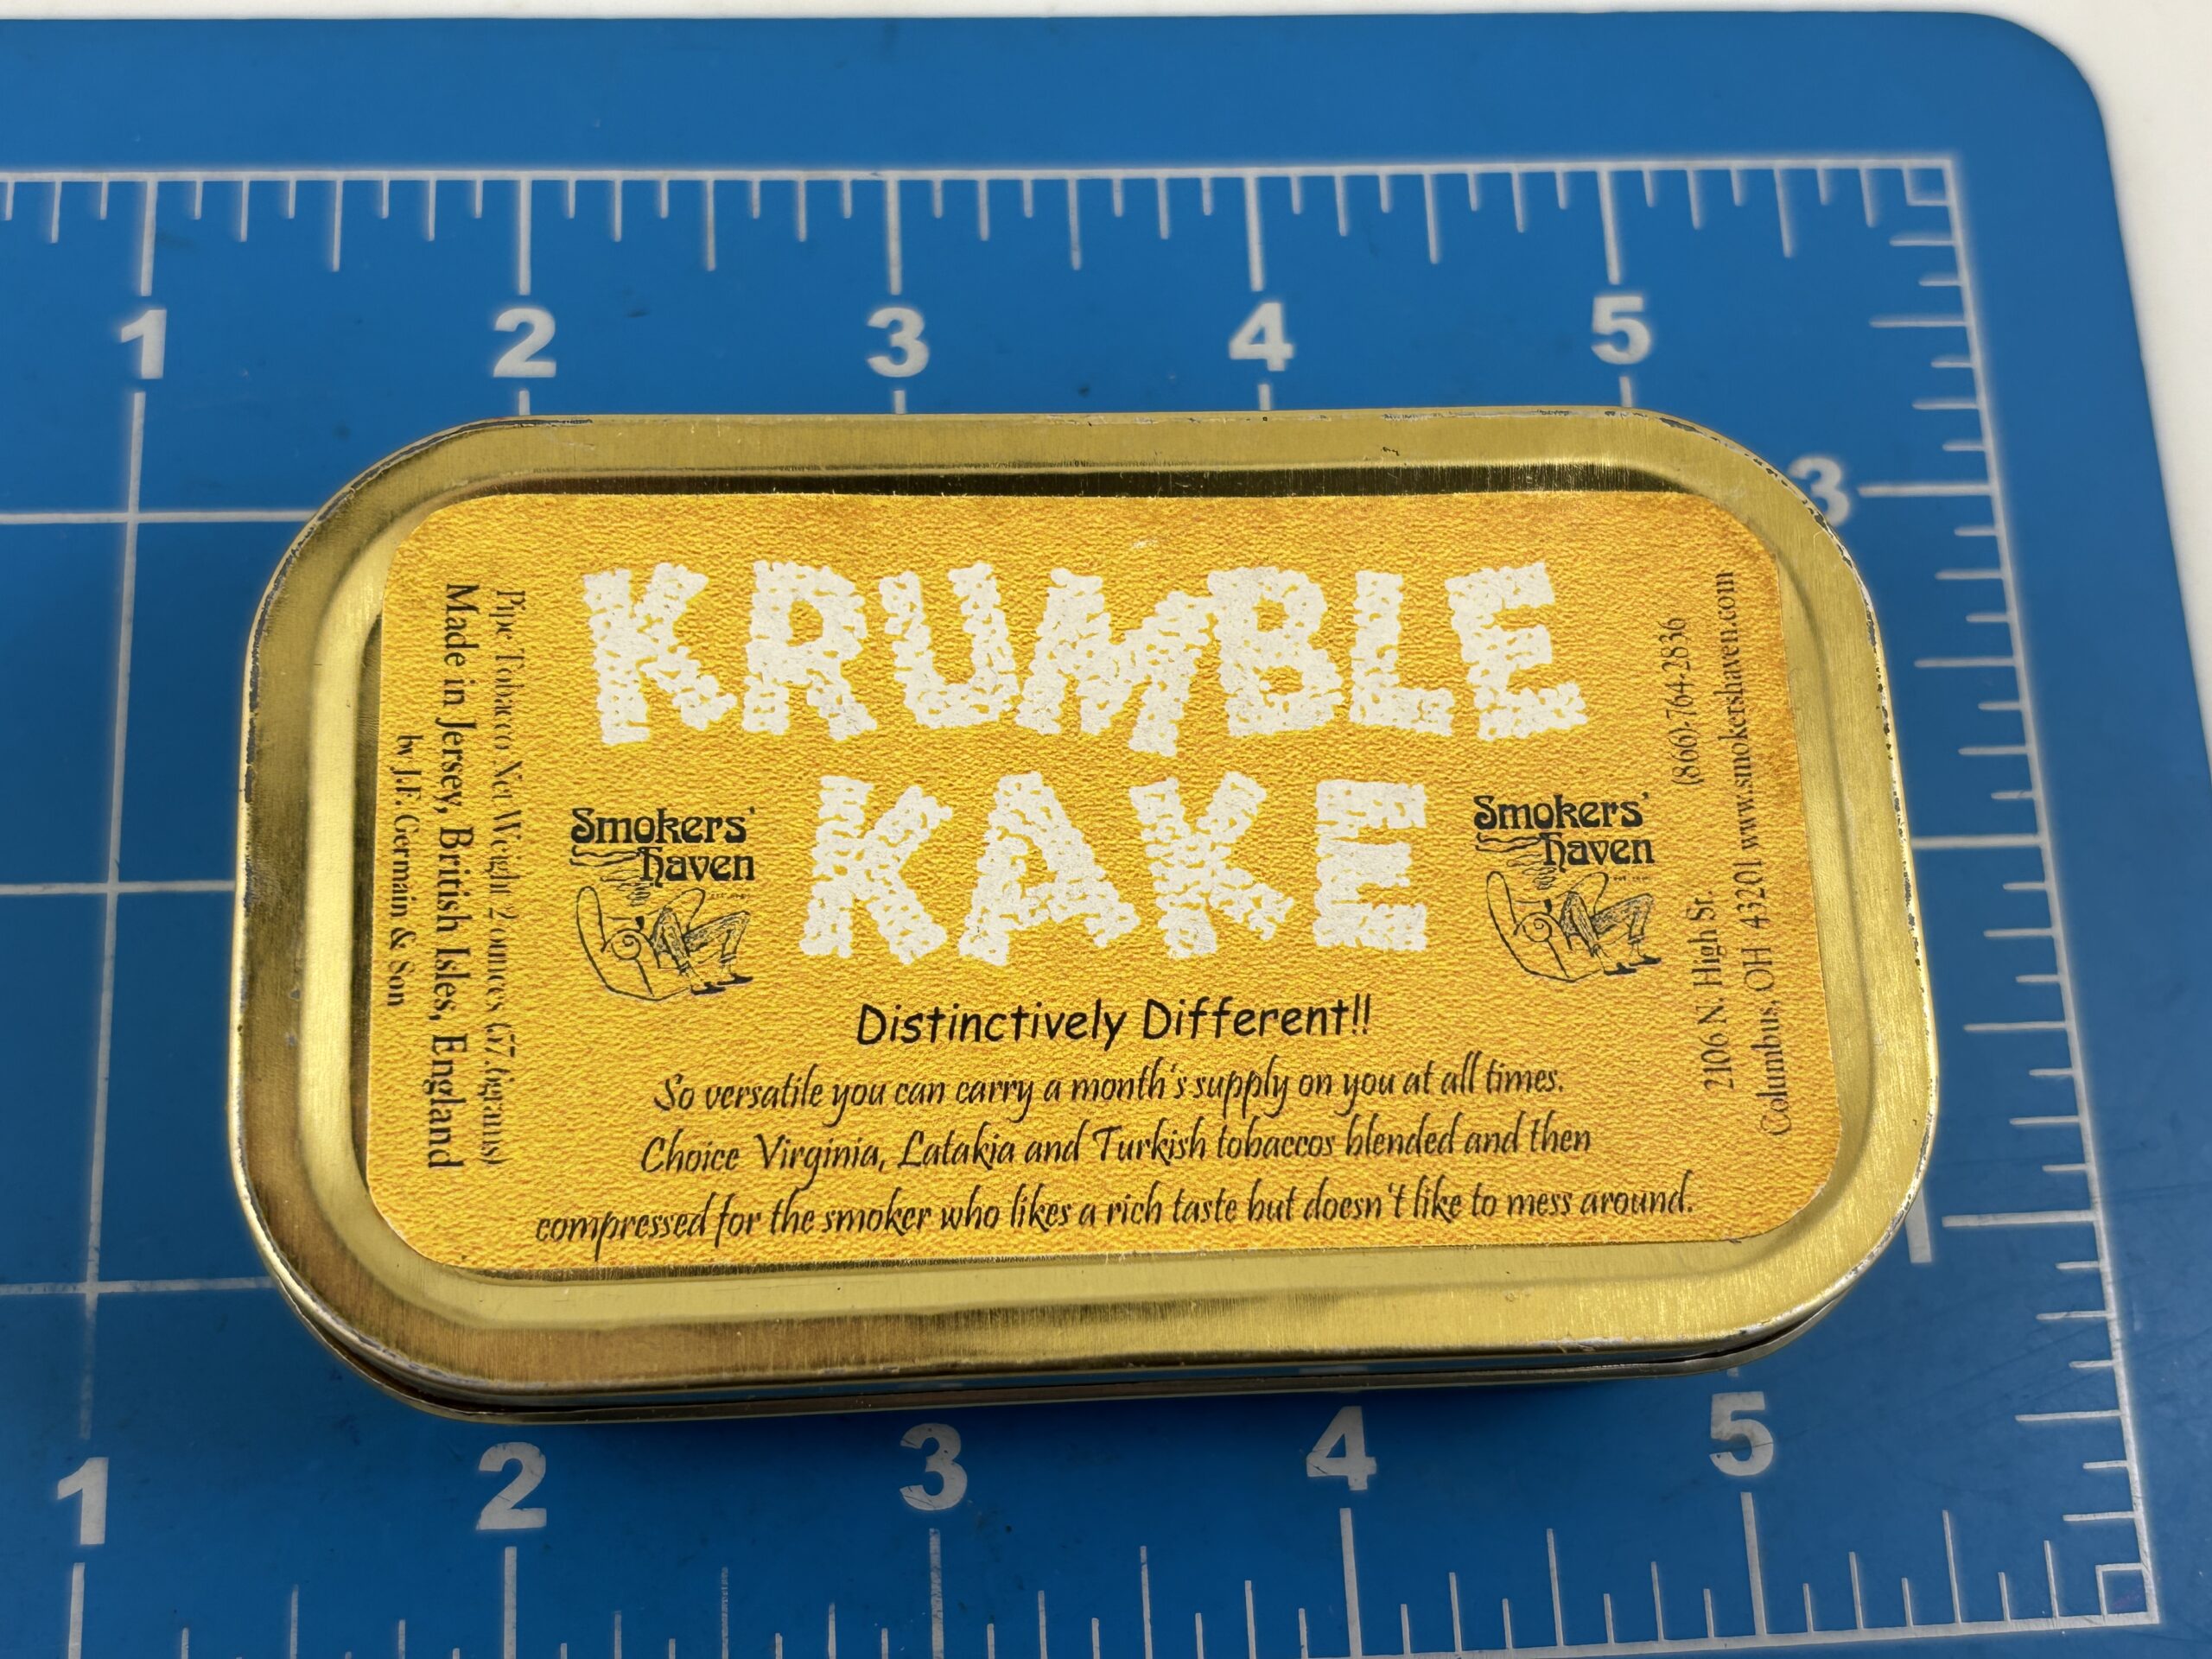 1 2 3 4 5
3
KRUMBLE
KAKE
Smokers'
haven
Smokers'
haven
Distinctively Different!!
So versatile you can carry a month's supply on you at all times.
Choice Virginia, Latakia and Turkish tobaccos blended and then
compressed for the smoker who likes a rich taste but doesn't like to mess around.
Pipe Tobacco Net Weight 2 ounces (57.6grams)
Made in Jersey, British Isles, England
by J.F. Germain & Son
(866)-764-2836
www.smokershaven.com
2106 N. High St.
Columbus, OH 43201
1 2 3 4 5